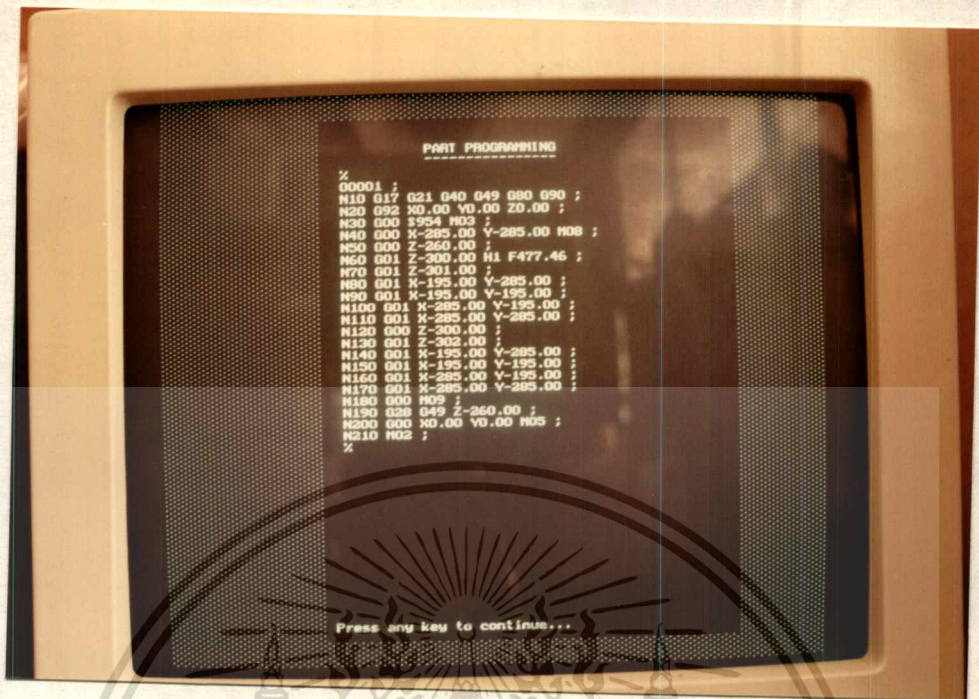 PART PROGRAMMING
----------------
%
O0001 ;
N10 G17 G21 G40 G49 G80 G90 ;
N20 G92 X0.00 Y0.00 Z0.00 ;
N30 G00 S954 M03 ;
N40 G00 X-285.00 Y-285.00 M08 ;
N50 G00 Z-260.00 ;
N60 G01 Z-300.00 H1 F477.46 ;
N70 G01 Z-301.00 ;
N80 G01 X-195.00 Y-285.00 ;
N90 G01 X-195.00 Y-195.00 ;
N100 G01 X-285.00 Y-195.00 ;
N110 G01 X-285.00 Y-285.00 ;
N120 G00 Z-300.00 ;
N130 G01 Z-302.00 ;
N140 G01 X-195.00 Y-285.00 ;
N150 G01 X-195.00 Y-195.00 ;
N160 G01 X-285.00 Y-195.00 ;
N170 G01 X-285.00 Y-285.00 ;
N180 G00 M09 ;
N190 G28 G49 Z-260.00 ;
N200 G00 X0.00 Y0.00 M05 ;
N210 M02 ;
%
Press any key to continue...